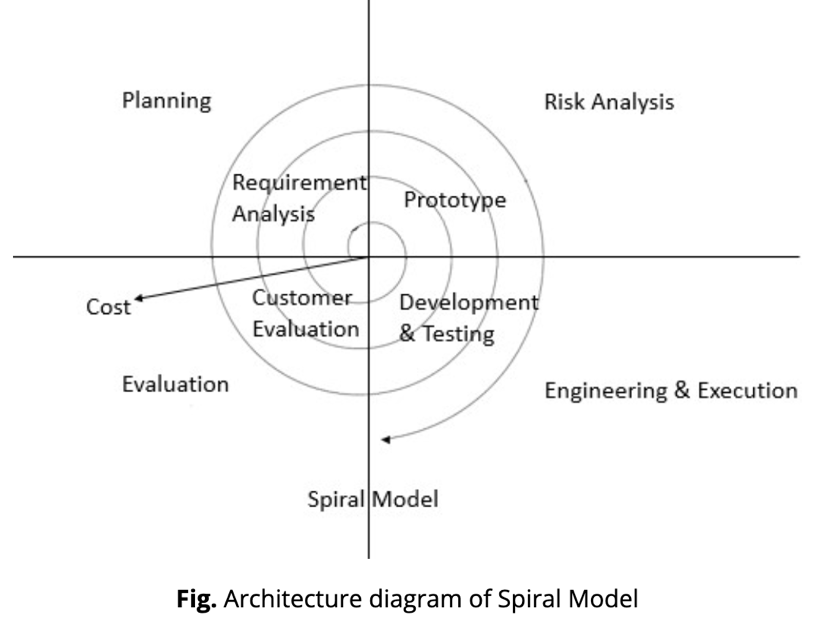 Planning
Risk Analysis
Requirement
Analysis
Prototype
Cost
Customer
Evaluation
Development
& Testing
Evaluation
Engineering & Execution
Spiral Model
Fig. Architecture diagram of Spiral Model